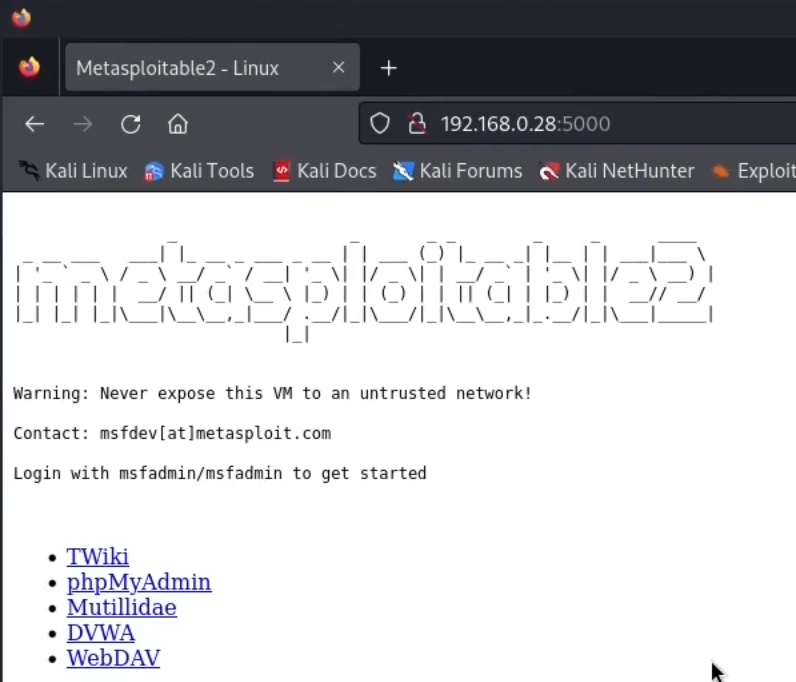 Metasploitable2 - Linux
192.168.0.28:5000
Kali Linux Kali Tools Kali Docs Kali Forums Kali NetHunter Exploit
metasploitable2
Warning: Never expose this VM to an untrusted network!
Contact: msfdev[at]metasploit.com
Login with msfadmin/msfadmin to get started
TWiki
phpMyAdmin
Mutillidae
DVWA
WebDAV